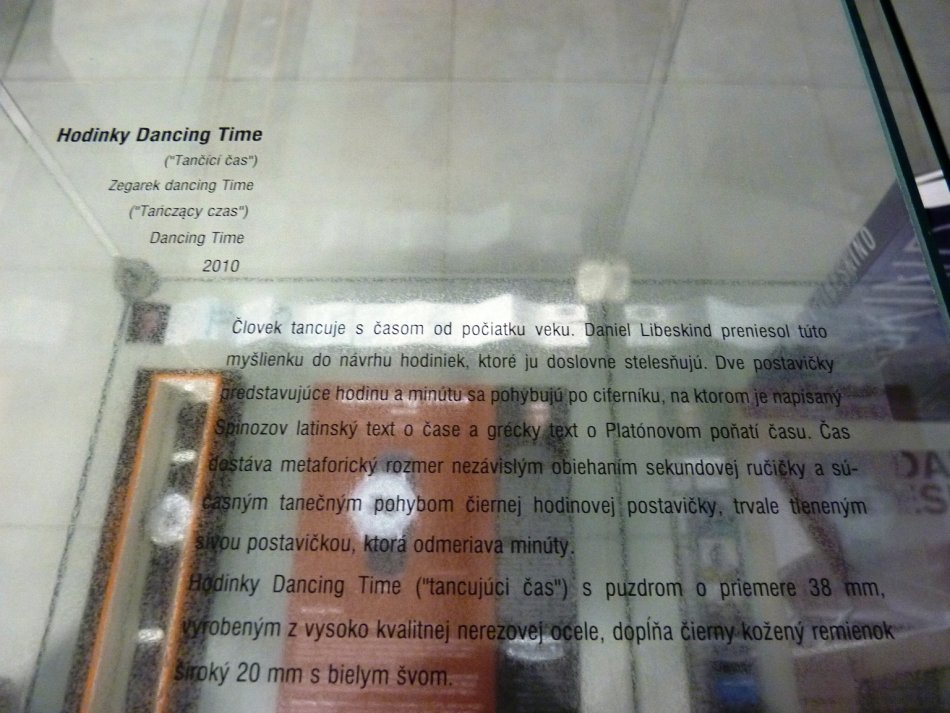 Hodinky Dancing Time
("Tančící čas")
Zegarek dancing Time
("Tańczący czas")
Dancing Time
2010
Človek tancuje s časom od počiatku veku. Daniel Libeskind preniesol túto
myšlienku do návrhu hodiniek, ktoré ju doslovne stelesňujú. Dve postavičky
predstavujúce hodinu a minútu sa pohybujú po ciferníku, na ktorom je napísaný
Spinozov latinský text o čase a grécky text o Platónovom poňatí času. Čas
dostáva metaforický rozmer nezávislým obiehaním sekundovej ručičky a sú-
časným tanečným pohybom čiernej hodinovej postavičky, trvale tieneným
sivou postavičkou, ktorá odmeriava minúty.
Hodinky Dancing Time ("tancujúci čas") s puzdrom o priemere 38 mm,
vyrobeným z vysoko kvalitnej nerezovej ocele, dopĺňa čierny kožený remienok
široký 20 mm s bielym švom.